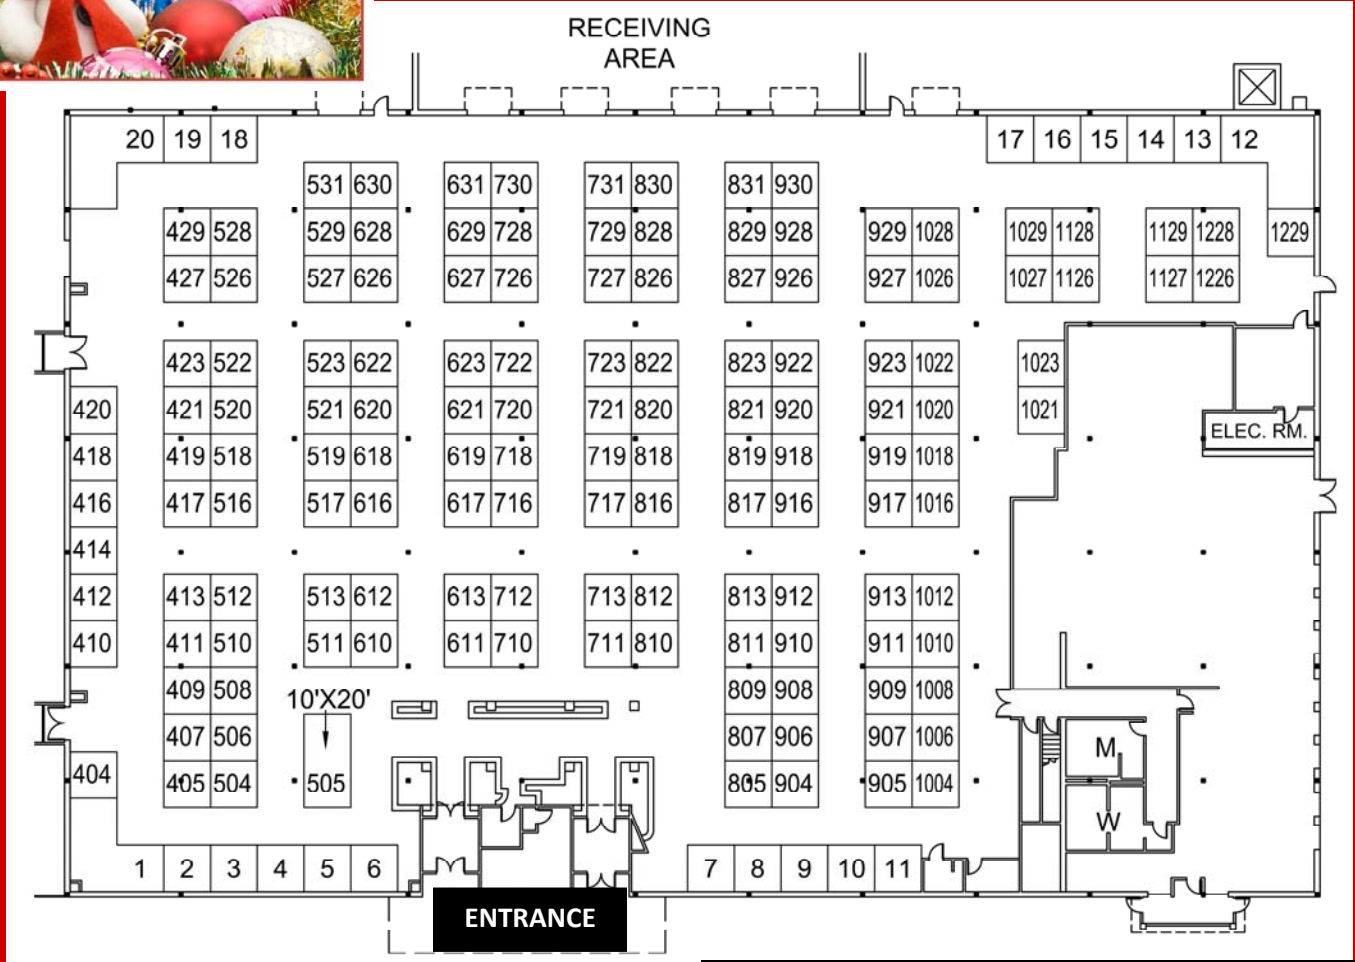 RECEIVING
AREA
20 19 18 17 16 15 14 13 12
531 630 631 730 731 830 831 930
429 528 529 628 629 728 729 828 829 928 929 1028 1029 1128 1129 1228 1229
427 526 527 626 627 726 727 826 827 926 927 1026 1027 1126 1127 1226
423 522 523 622 623 722 723 822 823 922 923 1022 1023
420 421 520 521 620 621 720 721 820 821 920 921 1020 1021
ELEC. RM.
418 419 518 519 618 619 718 719 818 819 918 919 1018
416 417 516 517 616 617 716 717 816 817 916 917 1016
414
412 413 512 513 612 613 712 713 812 813 912 913 1012
410 411 510 511 610 611 710 711 810 811 910 911 1010
409 508 10'X20' 809 908 909 1008
407 506 807 906 907 1006 M
404 405 504 505 805 904 905 1004
W
1 2 3 4 5 6 7 8 9 10 11
ENTRANCE